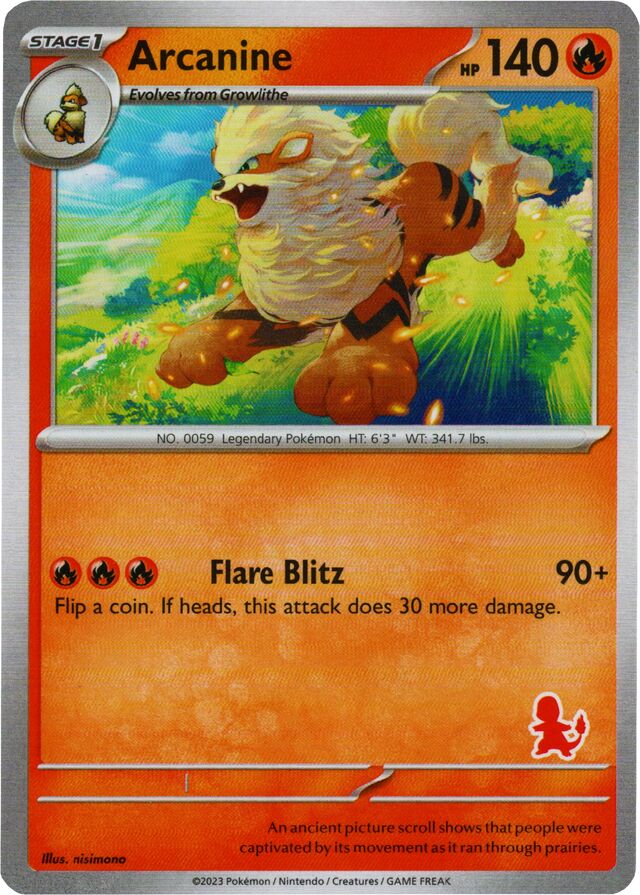 STAGE1
Arcanine
HP 140
Evolves from Growlithe
NO. 0059 Legendary Pokémon HT: 6'3" WT: 341.7 lbs.
Flare Blitz 90+
Flip a coin. If heads, this attack does 30 more damage.
An ancient picture scroll shows that people were
captivated by its movement as it ran through prairies.
Illus. nisimono
©2023 Pokémon / Nintendo / Creatures / GAME FREAK